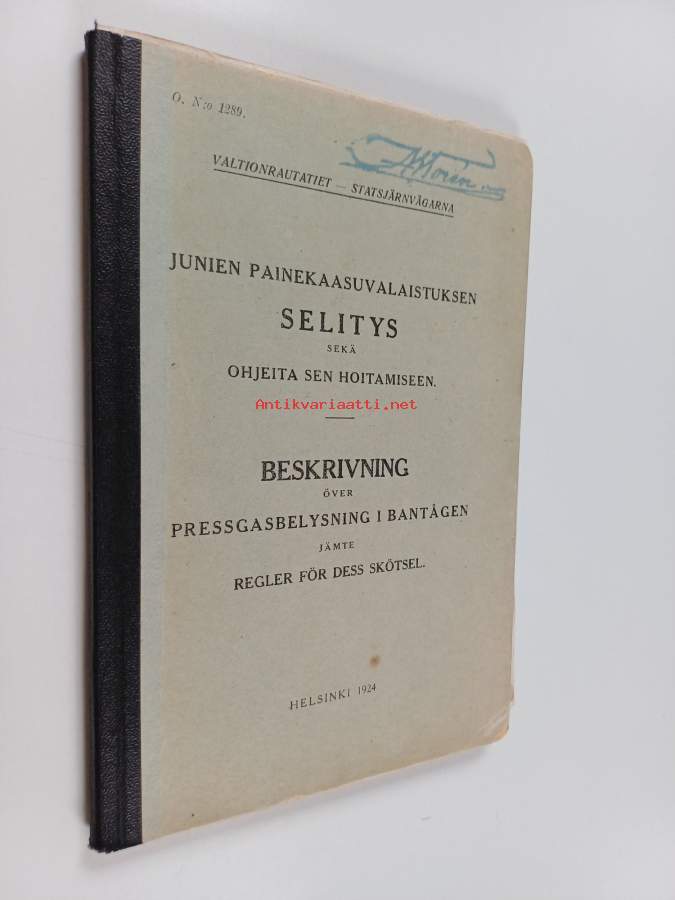 O. N:o 1289.
VALTIONRAUTATIET — STATSJÄRNVÄGARNA
JUNIEN PAINEKAASUVALAISTUKSEN
SELITYS
SEKÄ
OHJEITA SEN HOITAMISEEN.
Antikvariaatti.net
BESKRIVNING
ÖVER
PRESSGASBELYSNING I BANTÅGEN
JÄMTE
REGLER FÖR DESS SKÖTSEL.
HELSINKI 1924